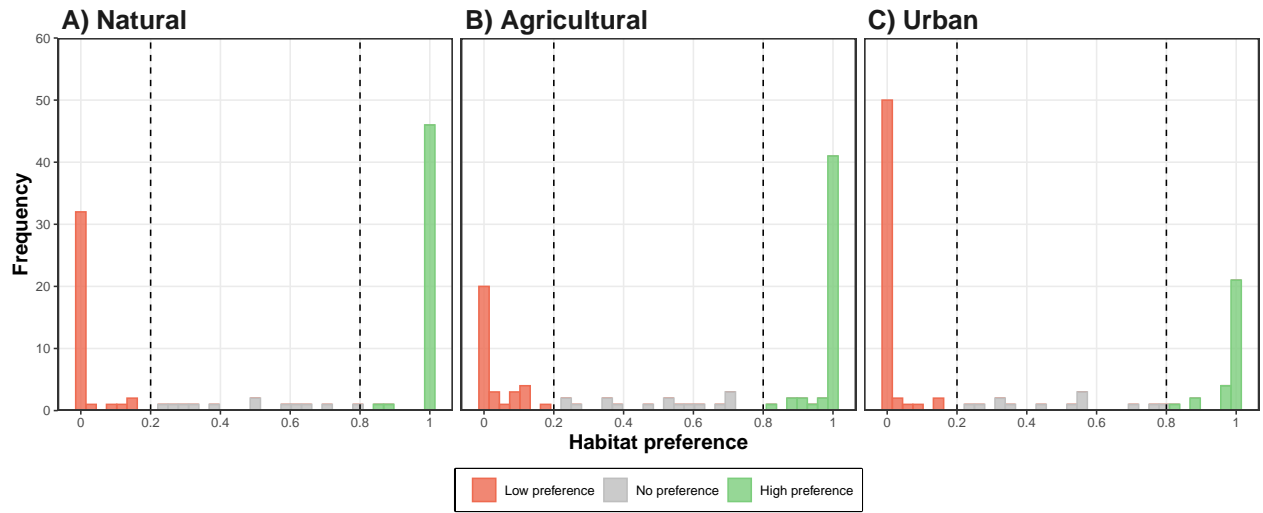 A) Natural
B) Agricultural
C) Urban
Frequency
60
50
40
30
20
10
0
0 0.2 0.4 0.6 0.8 1
0 0.2 0.4 0.6 0.8 1
0 0.2 0.4 0.6 0.8 1
Habitat preference
Low preference No preference High preference